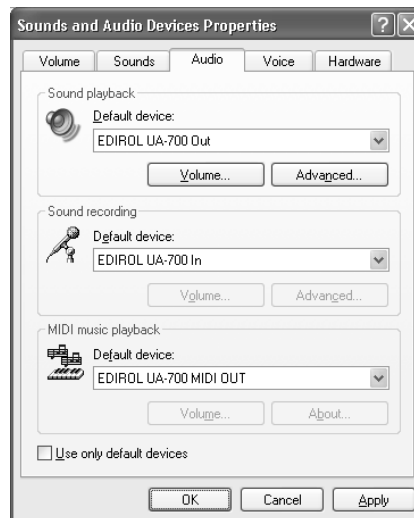 Sounds and Audio Devices Properties
?
X
Volume
Sounds
Audio
Voice
Hardware
Sound playback
Default device:
EDIROL UA-700 Out
Volume...
Advanced...
Sound recording
Default device:
EDIROL UA-700 In
Volume...
Advanced...
MIDI music playback
Default device:
EDIROL UA-700 MIDI OUT
Volume...
About...
Use only default devices
OK
Cancel
Apply